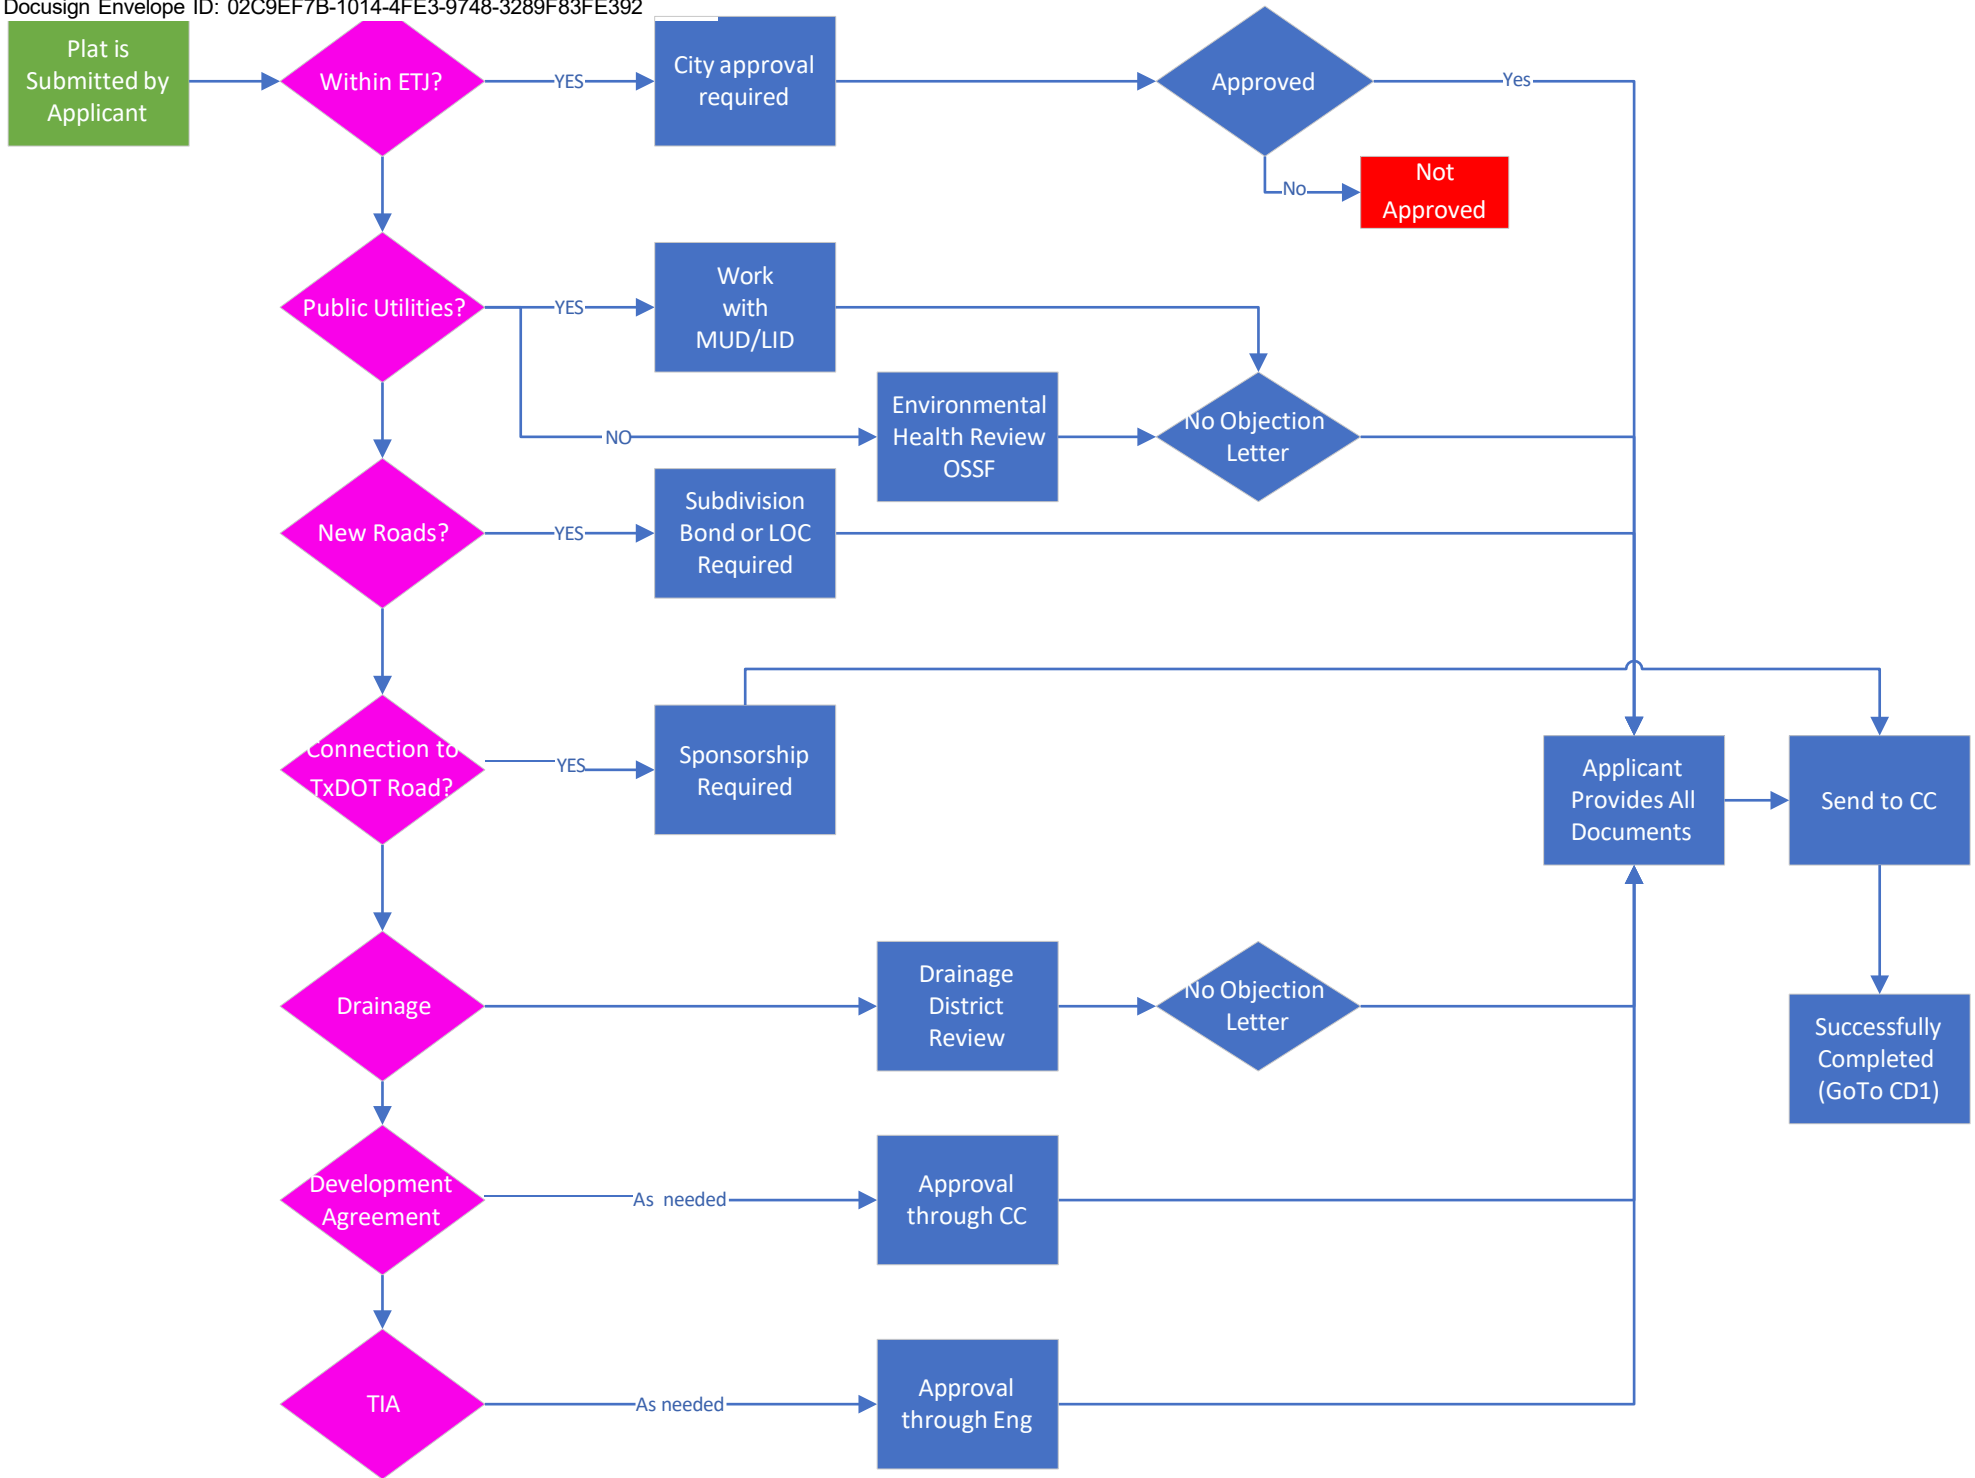 Docusign Envelope ID: 02C9EF7B-1014-4FE3-9748-3289F83FE392
Plat is
Submitted by
Applicant
Within ETJ?
YES
City approval
required
Approved
Yes
No
Not
Approved
Public Utilities?
YES
Work
with
MUD/LID
NO
Environmental
Health Review
OSSF
No Objection
Letter
New Roads?
YES
Subdivision
Bond or LOC
Required
Connection to
TxDOT Road?
YES
Sponsorship
Required
Applicant
Provides All
Documents
Send to CC
Drainage
Drainage
District
Review
No Objection
Letter
Successfully
Completed
(GoTo CD1)
Development
Agreement
As needed
Approval
through CC
TIA
As needed
Approval
through Eng